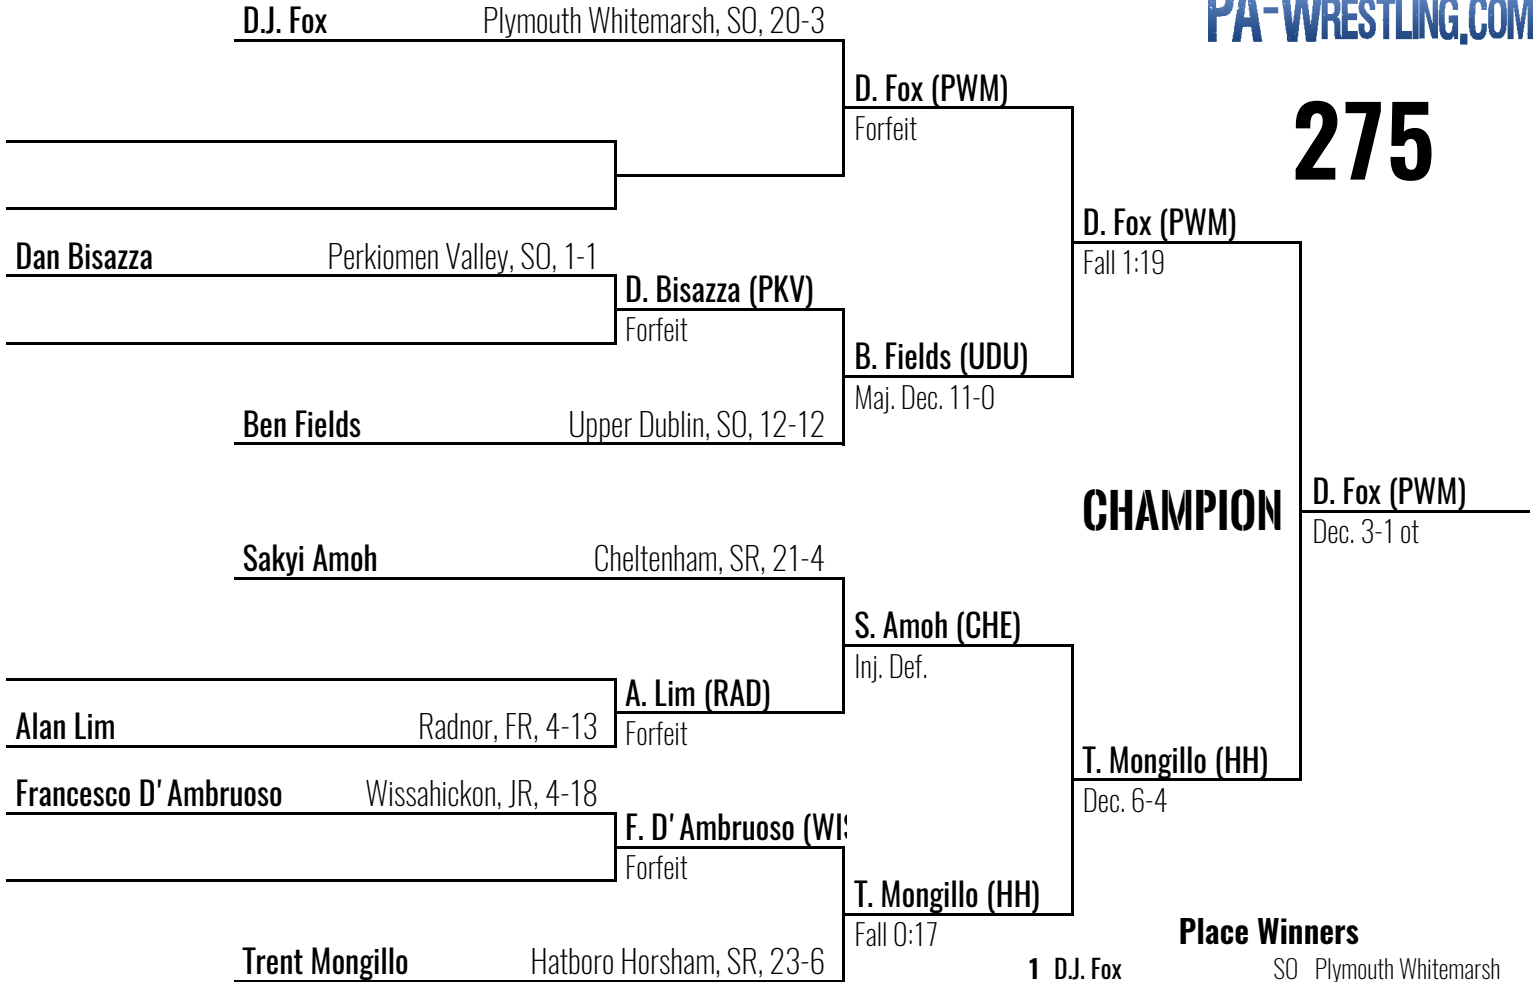 PA-WRESTLING.COM
275
D.J. Fox Plymouth Whitemarsh, SO, 20-3
D. Fox (PWM)
Forfeit
D. Fox (PWM)
Fall 1:19
Dan Bisazza Perkiomen Valley, SO, 1-1
D. Bisazza (PKV)
Forfeit
B. Fields (UDU)
Maj. Dec. 11-0
Ben Fields Upper Dublin, SO, 12-12
CHAMPION
D. Fox (PWM)
Dec. 3-1 ot
Sakyi Amoh Cheltenham, SR, 21-4
S. Amoh (CHE)
Inj. Def.
A. Lim (RAD)
Forfeit
Alan Lim Radnor, FR, 4-13
T. Mongillo (HH)
Dec. 6-4
Francesco D'Ambruoso Wissahickon, JR, 4-18
F. D'Ambruoso (WIS
Forfeit
T. Mongillo (HH)
Fall 0:17
Trent Mongillo Hatboro Horsham, SR, 23-6
Place Winners
1 D.J. Fox SO Plymouth Whitemarsh